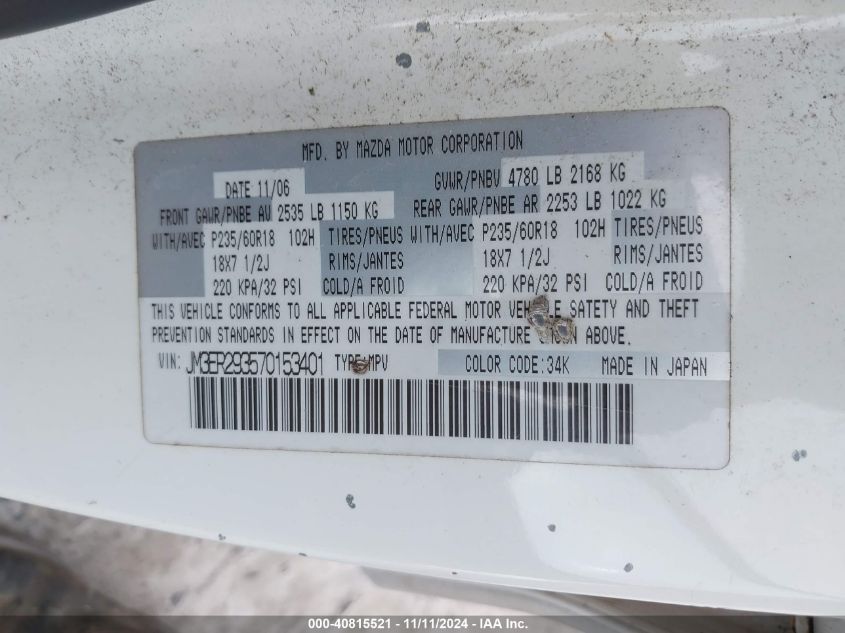 MFD. BY MAZDA MOTOR CORPORATION
DATE 11/06 GVWR/PNBV 4780 LB 2168 KG
FRONT GAWR/PNBE AV 2535 LB 1150 KG REAR GAWR/PNBE AR 2253 LB 1022 KG
WITH/AVEC P235/60R18 102H TIRES/PNEUS WITH/AVEC P235/60R18 102H TIRES/PNEUS
18X7 1/2J RIMS/JANTES 18X7 1/2J RIMS/JANTES
220 KPA/32 PSI COLD/A FROID 220 KPA/32 PSI COLD/A FROID
THIS VEHICLE CONFORMS TO ALL APPLICABLE FEDERAL MOTOR VEHICLE SATETY AND THEFT
PREVENTION STANDARDS IN EFFECT ON THE DATE OF MANUFACTURE ABOVE.
VIN: JM3ER293570153401 TYPE:MPV COLOR CODE:34K MADE IN JAPAN
000-40815521 - 11/11/2024 - IAA Inc.